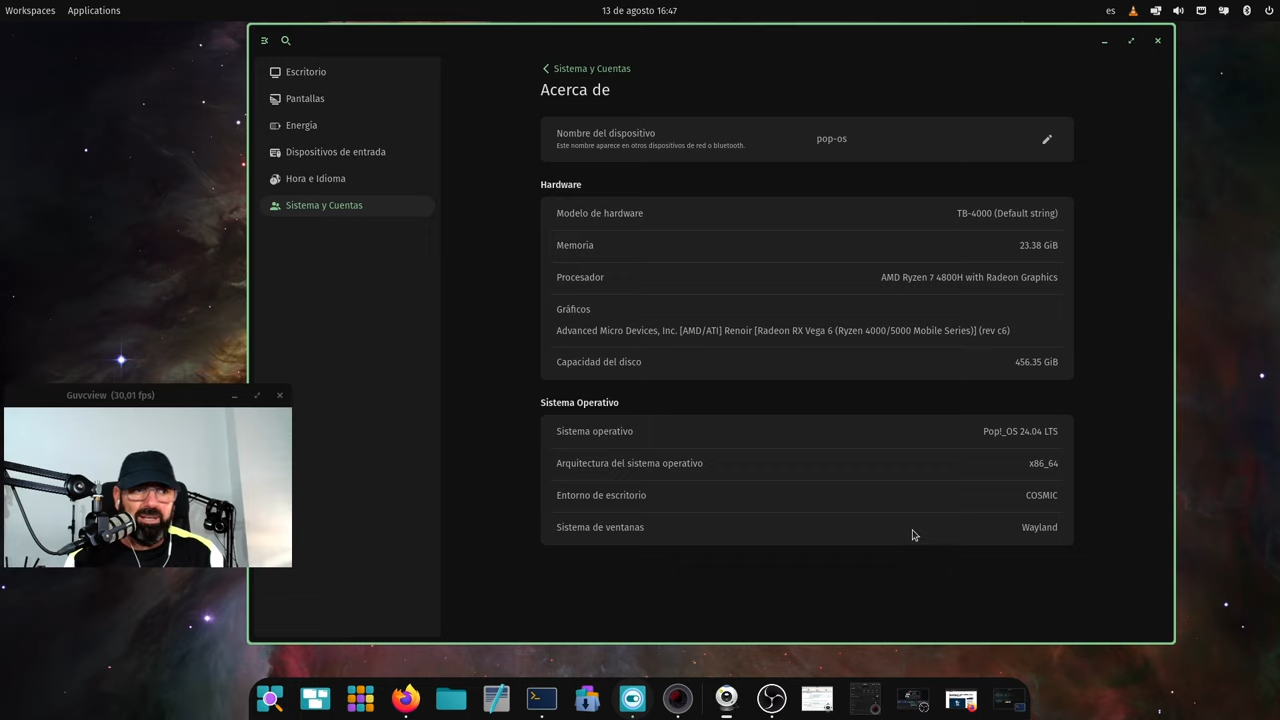 Workspaces Applications 13 de agosto 16:47 es
Escritorio
Pantallas
Energía
Dispositivos de entrada
Hora e Idioma
Sistema y Cuentas
Sistema y Cuentas
Acerca de
Nombre del dispositivo
Este nombre aparece en otros dispositivos de red o bluetooth.
pop-os
Hardware
Modelo de hardware TB-4000 (Default string)
Memoria 23.38 GiB
Procesador AMD Ryzen 7 4800H with Radeon Graphics
Gráficos
Advanced Micro Devices, Inc. [AMD/ATI] Renoir [Radeon RX Vega 6 (Ryzen 4000/5000 Mobile Series)] (rev c6)
Capacidad del disco 456.35 GiB
Sistema Operativo
Sistema operativo Pop!_OS 24.04 LTS
Arquitectura del sistema operativo x86_64
Entorno de escritorio COSMIC
Sistema de ventanas Wayland
Guvcview (30,01 fps)